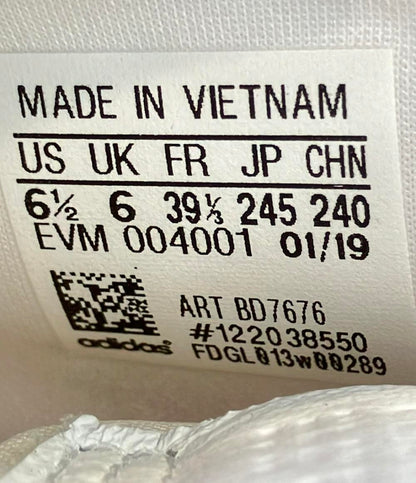 MADE IN VIETNAM
US UK FR JP CHN
6½ 6 39⅓ 245 240
EVM 004001 01/19
ART BD7676
#122038550
adidas
FDGL013W00289